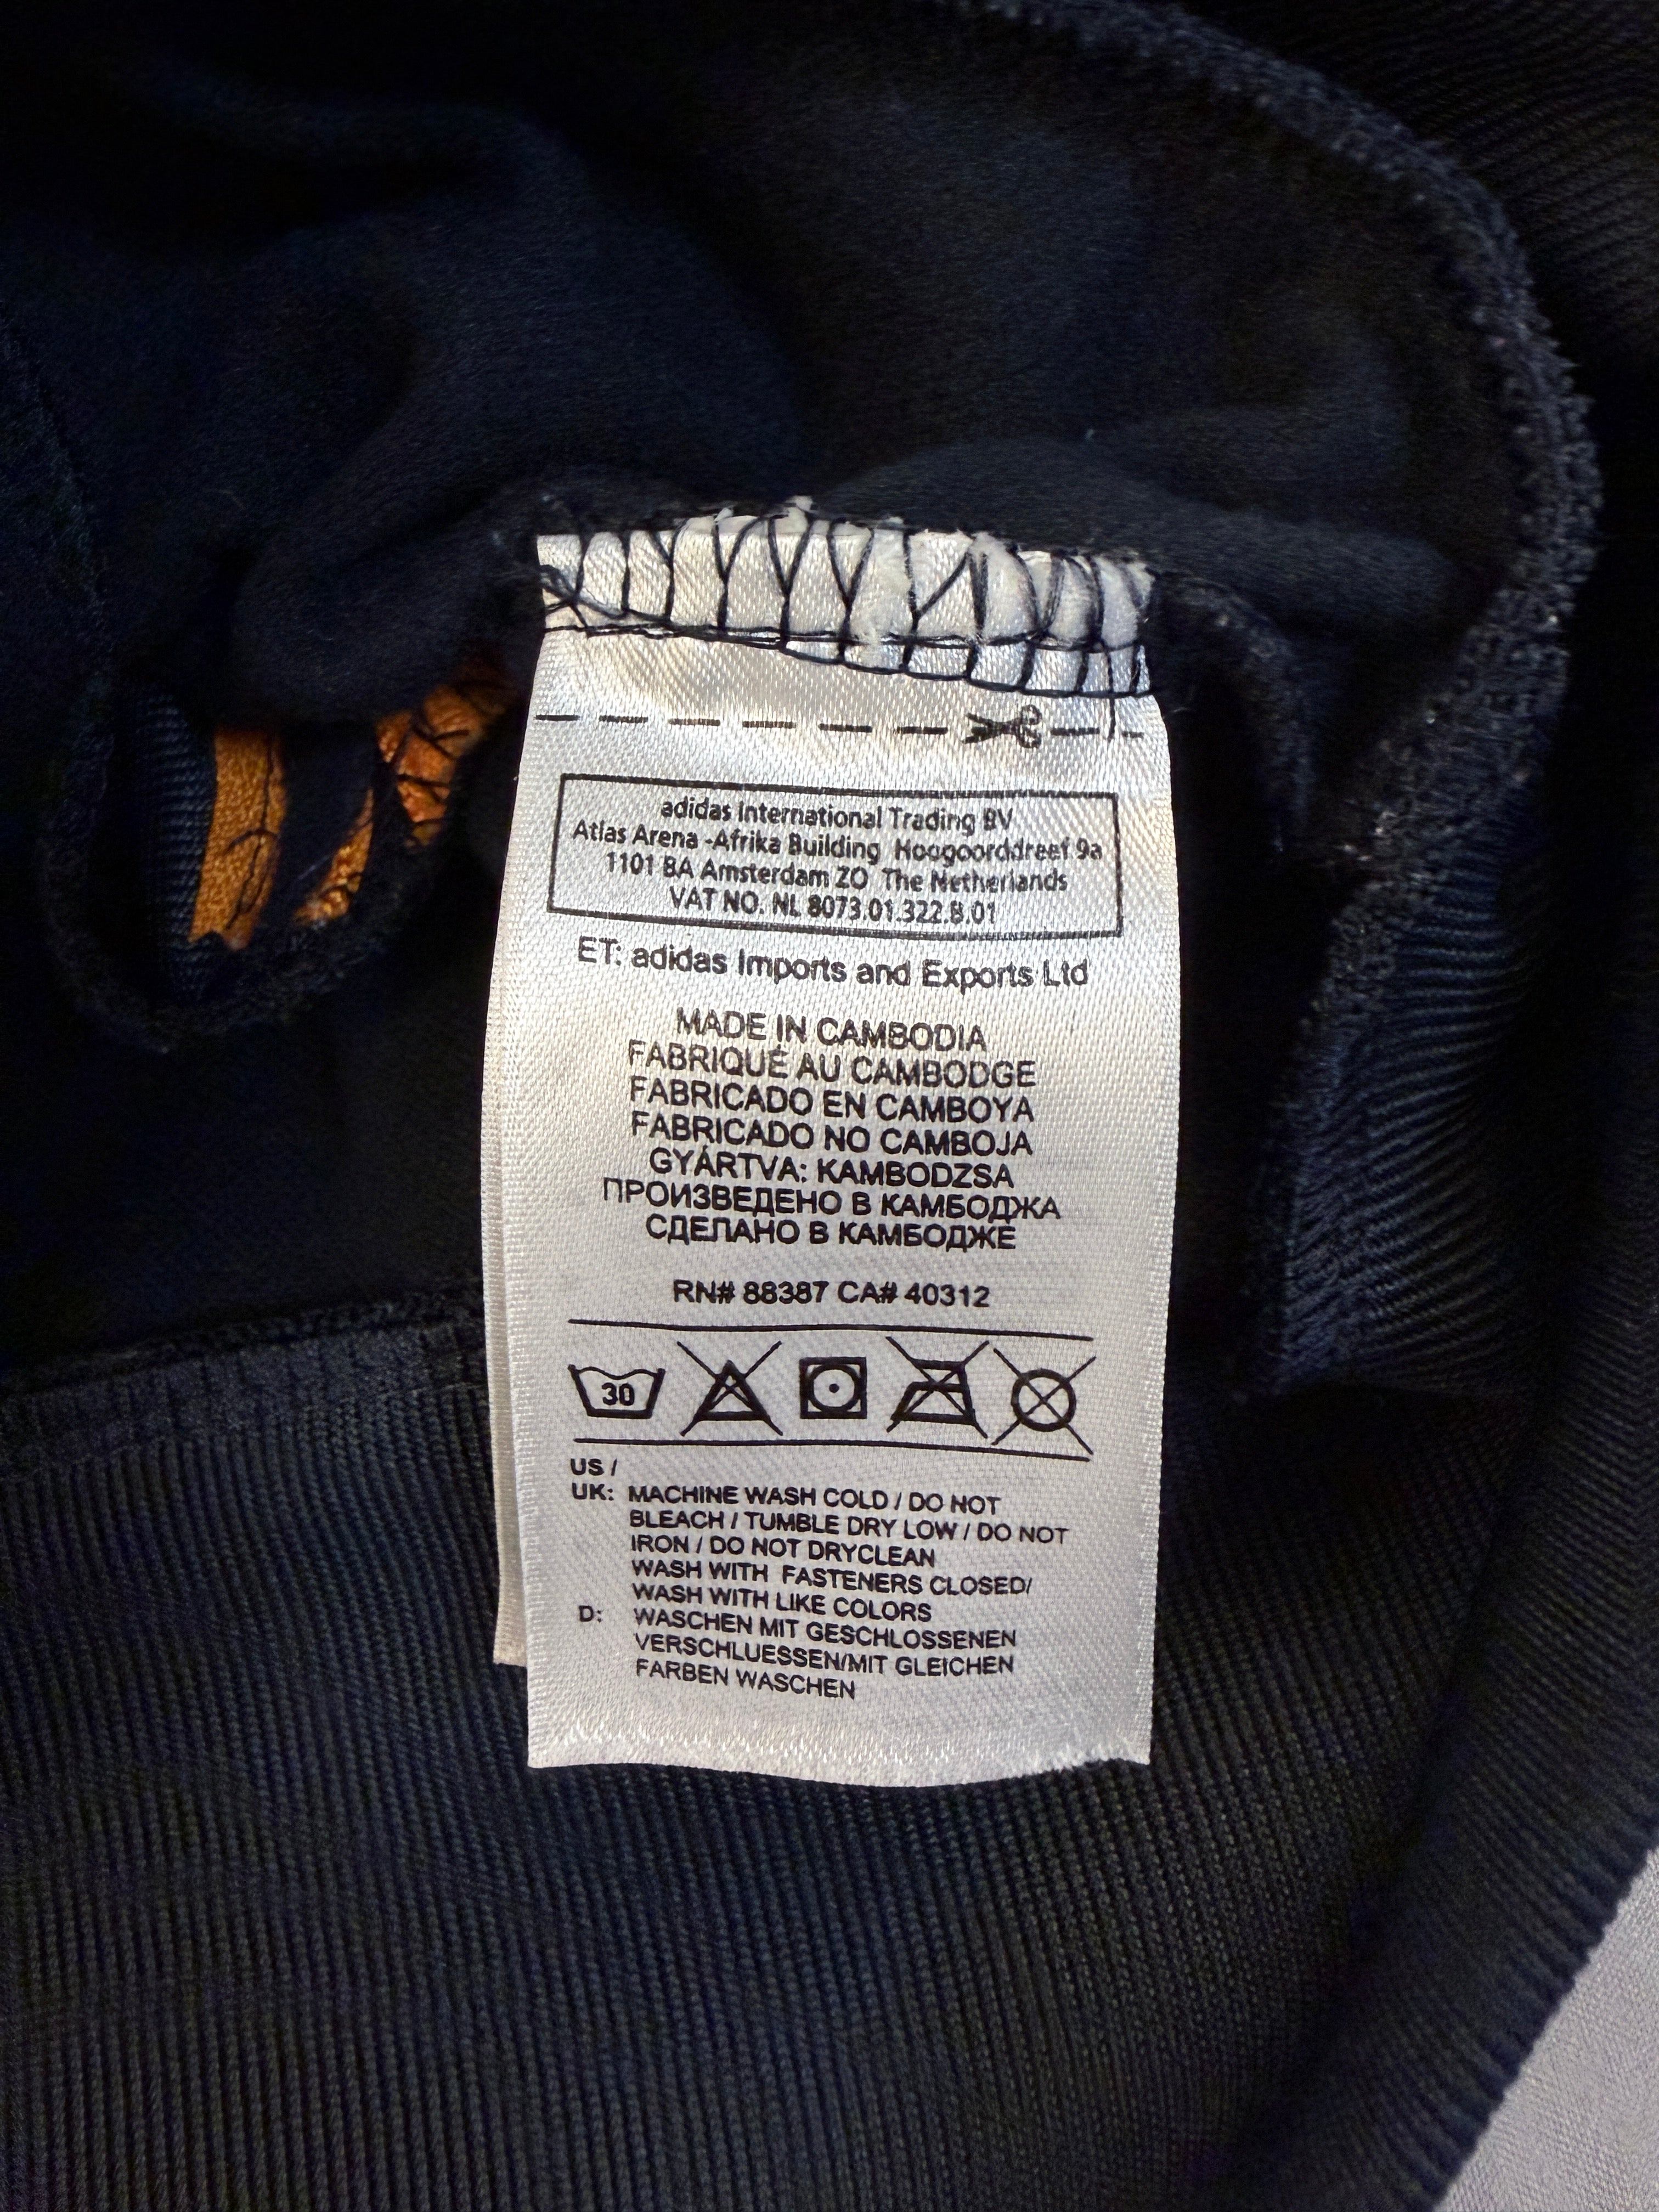 adidas International Trading BV
Atlas Arena -Afrika Building Hoogoorddreef 9a
1101 BA Amsterdam ZO The Netherlands
VAT NO. NL 8073.01.322.B.01
ET: adidas Imports and Exports Ltd
MADE IN CAMBODIA
FABRIQUÉ AU CAMBODGE
FABRICADO EN CAMBOYA
FABRICADO NO CAMBOJA
GYÁRTVA: KAMBODZSA
ПРОИЗВЕДЕНО В КАМБОДЖА
СДЕЛАНО В КАМБОДЖЕ
RN# 88387 CA# 40312
30
US /
UK: MACHINE WASH COLD / DO NOT
BLEACH / TUMBLE DRY LOW / DO NOT
IRON / DO NOT DRYCLEAN
WASH WITH FASTENERS CLOSED/
WASH WITH LIKE COLORS
D: WASCHEN MIT GESCHLOSSENEN
VERSCHLUESSEN/MIT GLEICHEN
FARBEN WASCHEN